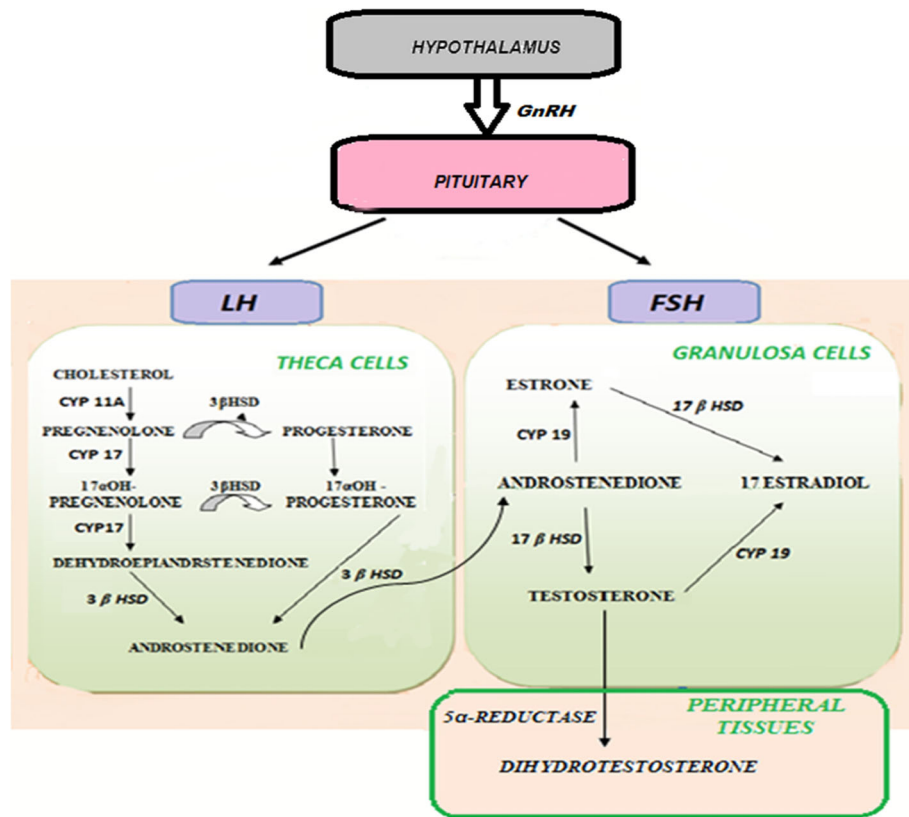 HYPOTHALAMUS
GnRH
PITUITARY
LH
FSH
THECA CELLS
CHOLESTEROL
CYP 11A
3βHSD
PREGNENOLONE
PROGESTERONE
CYP 17
17αOH-
PREGNENOLONE
3βHSD
17αOH -
PROGESTERONE
CYP17
DEHYDROEPIANDRSTENEDIONE
3 β HSD
3 β HSD
ANDROSTENEDIONE
GRANULOSA CELLS
ESTRONE
17 β HSD
CYP 19
ANDROSTENEDIONE
17 ESTRADIOL
17 β HSD
CYP 19
TESTOSTERONE
5α-REDUCTASE
PERIPHERAL
TISSUES
DIHYDROTESTOSTERONE